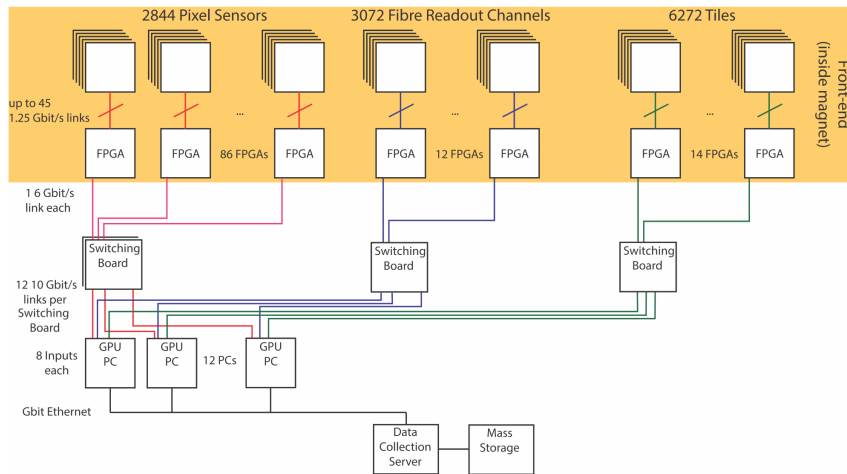 2844 Pixel Sensors
3072 Fibre Readout Channels
6272 Tiles
Front-end
(inside magnet)
up to 45
1.25 Gbit/s links
...
...
...
FPGA
FPGA
86 FPGAs
FPGA
FPGA
12 FPGAs
FPGA
FPGA
14 FPGAs
FPGA
1 6 Gbit/s
link each
Switching
Board
Switching
Board
Switching
Board
12 10 Gbit/s
links per
Switching
Board
8 Inputs
each
GPU
PC
GPU
PC
12 PCs
GPU
PC
Gbit Ethernet
Data
Collection
Server
Mass
Storage